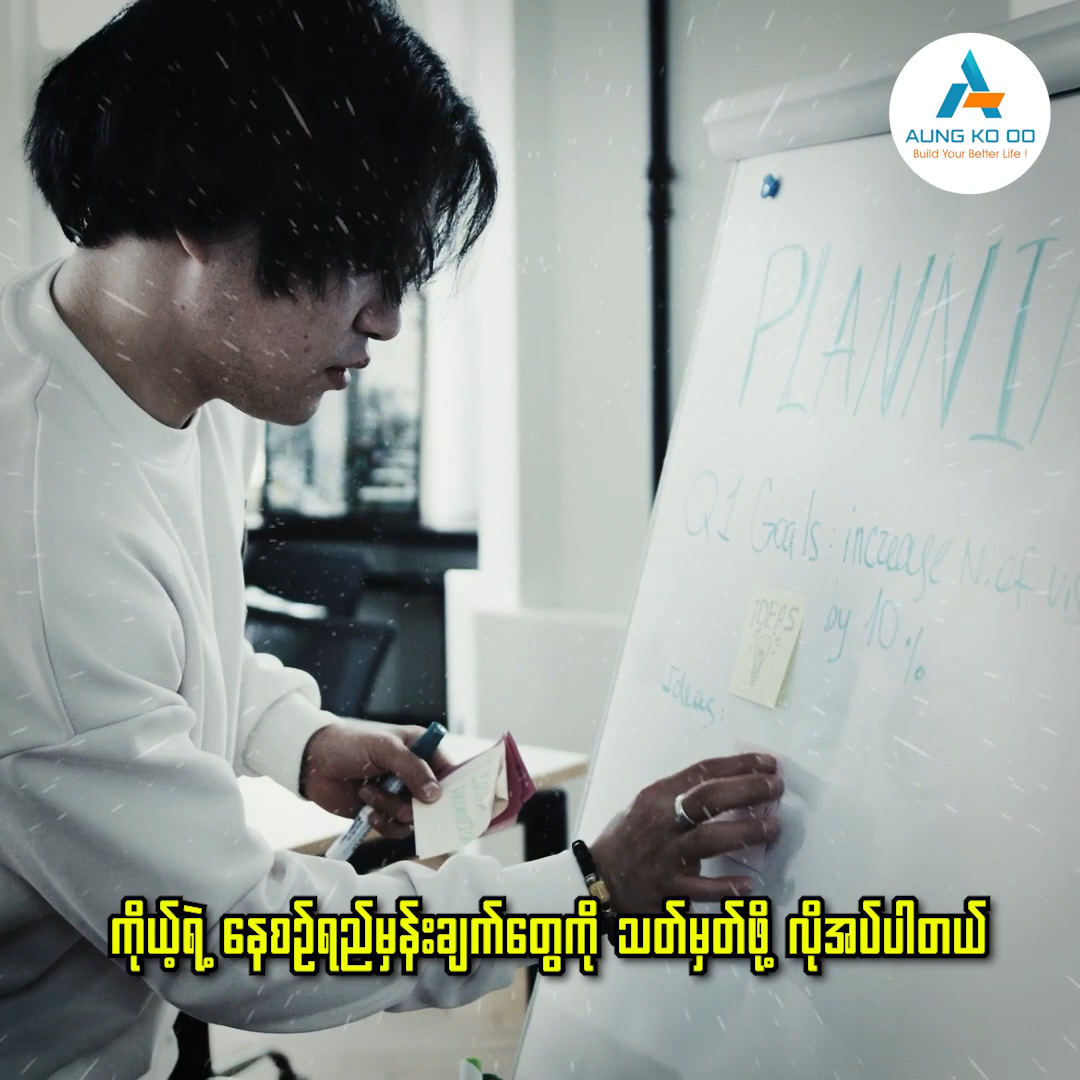 AUNG KO OO
Build Your Better Life !
PLANNI
Q1 Goals: increase N. of vis
by 10 %
IDEAS
Ideas:
ကိုယ့်ရဲ့ နေ့စဉ်ရည်မှန်းချက်တွေကို သတ်မှတ်ဖို့ လိုအပ်ပါတယ်